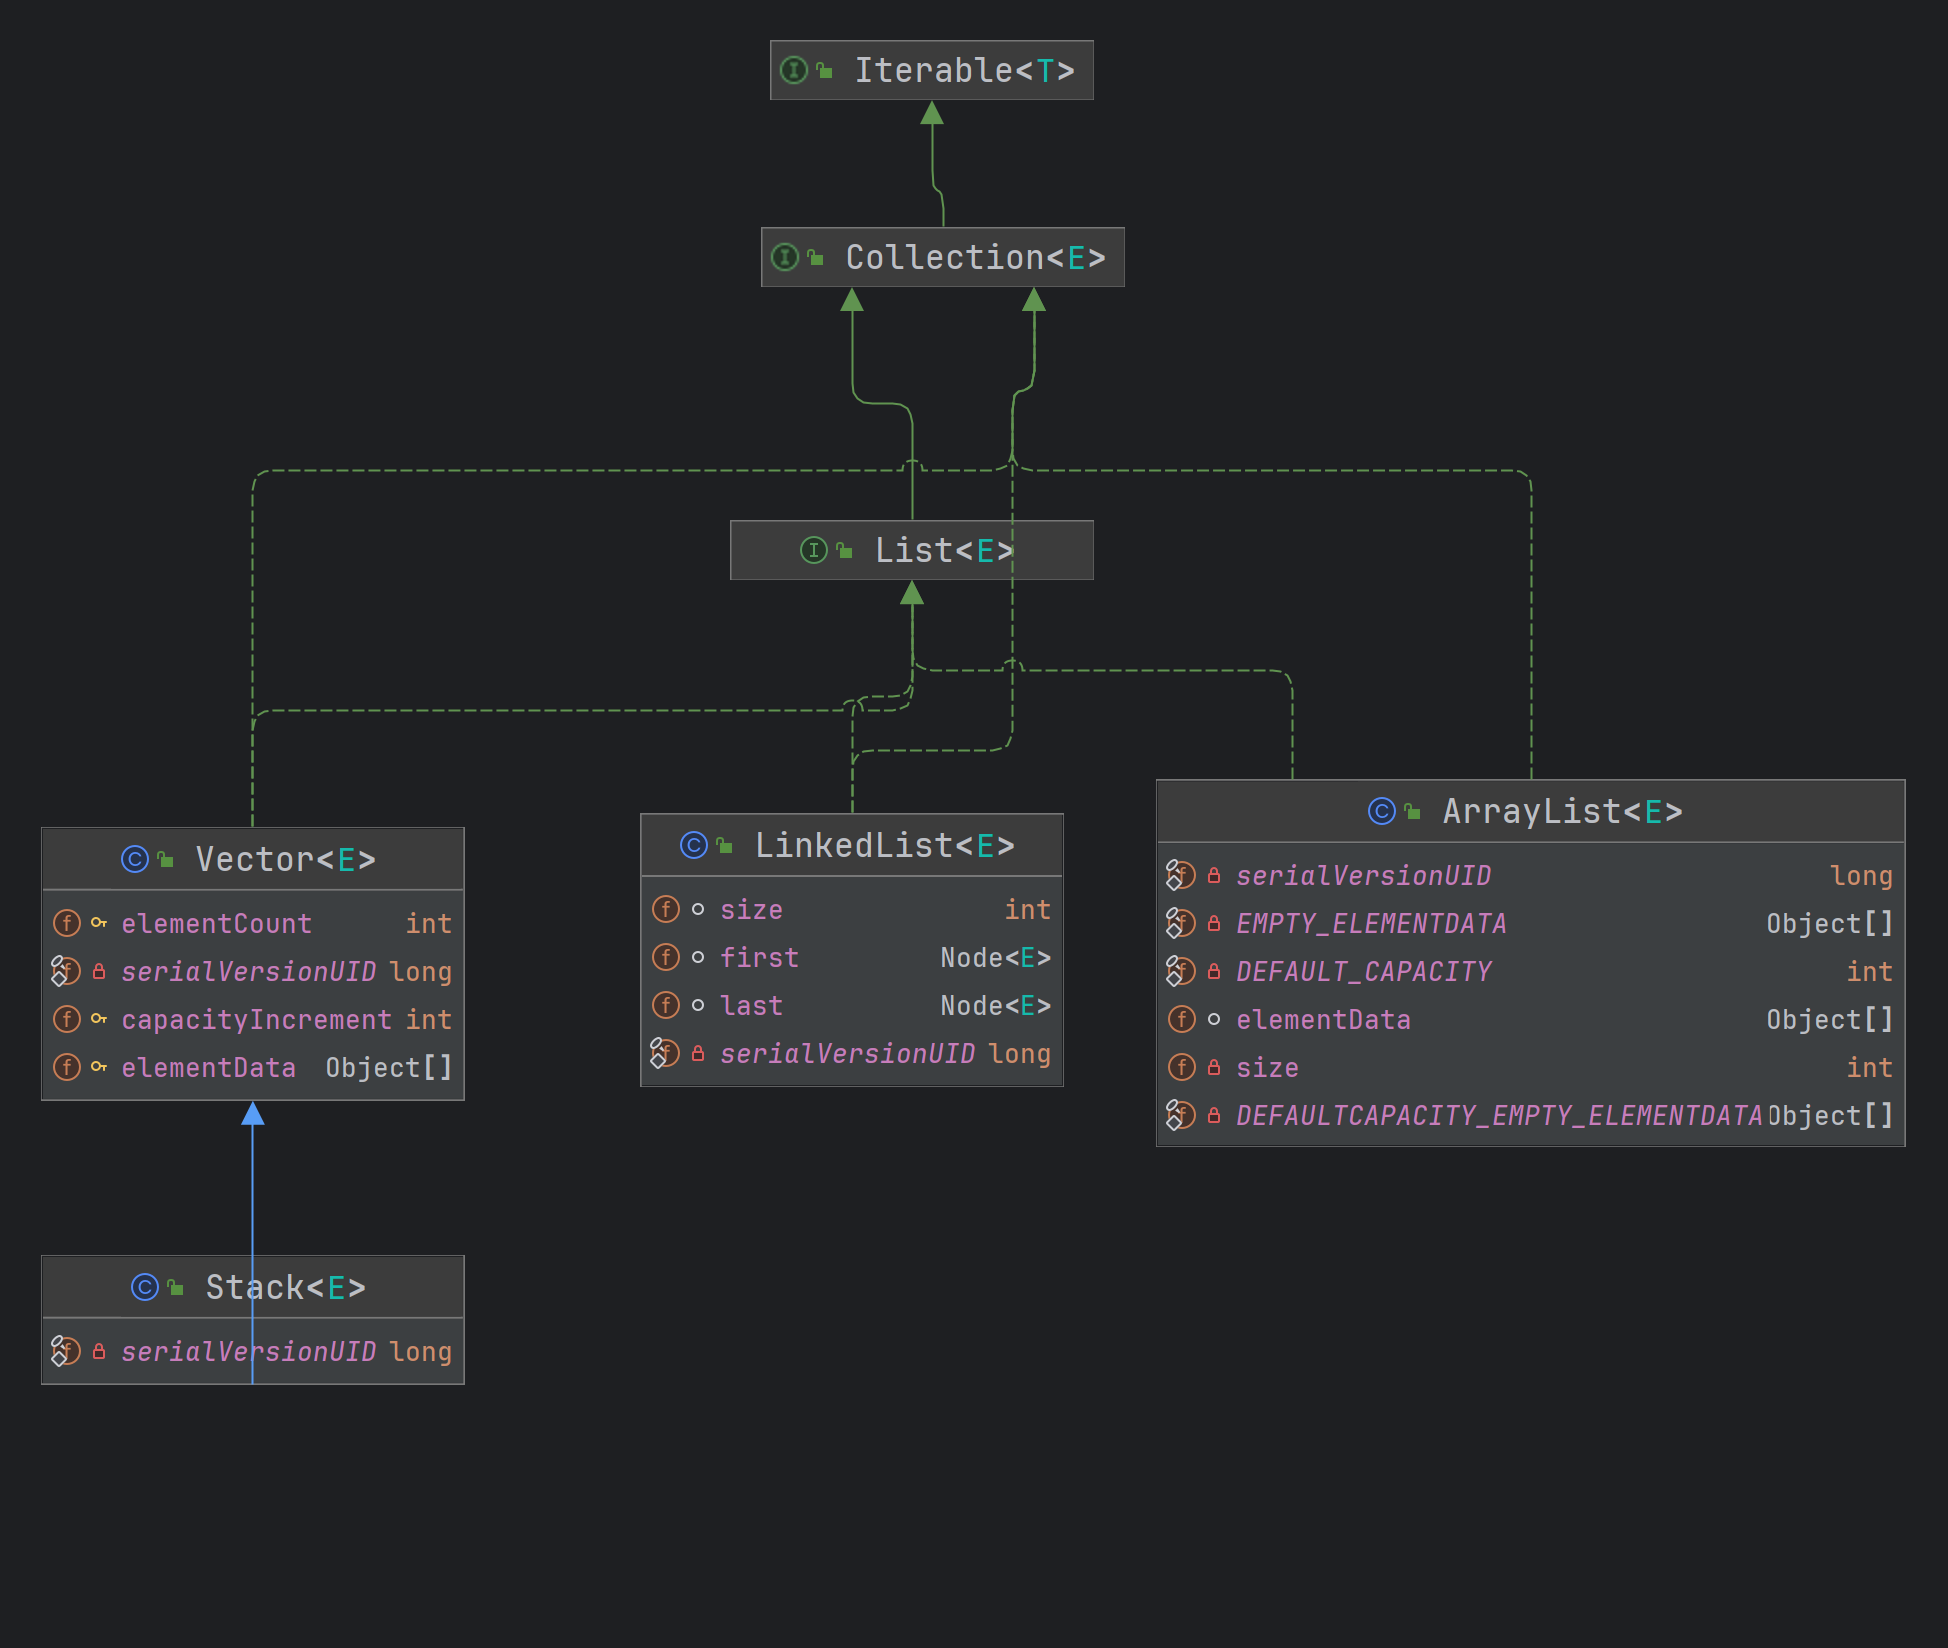 Iterable<T>
Collection<E>
List<E>
Vector<E>
elementCount int
serialVersionUID long
capacityIncrement int
elementData Object[]
LinkedList<E>
size int
first Node<E>
last Node<E>
serialVersionUID long
ArrayList<E>
serialVersionUID long
EMPTY_ELEMENTDATA Object[]
DEFAULT_CAPACITY int
elementData Object[]
size int
DEFAULTCAPACITY_EMPTY_ELEMENTDATA Object[]
Stack<E>
serialVersionUID long